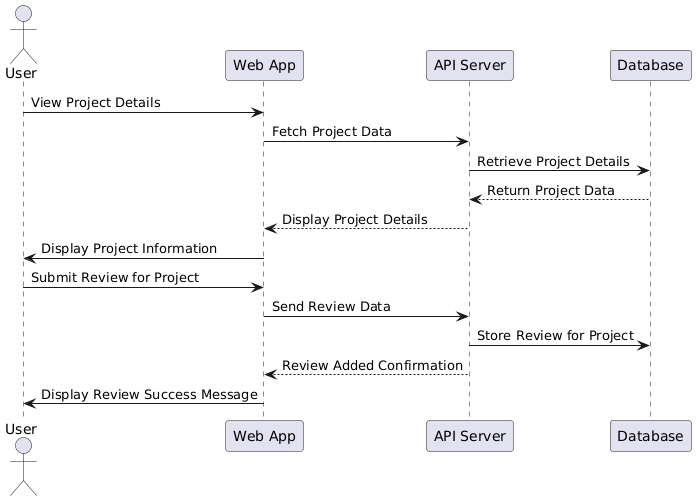 User
Web App
API Server
Database
View Project Details
Fetch Project Data
Retrieve Project Details
Return Project Data
Display Project Details
Display Project Information
Submit Review for Project
Send Review Data
Store Review for Project
Review Added Confirmation
Display Review Success Message
User
Web App
API Server
Database